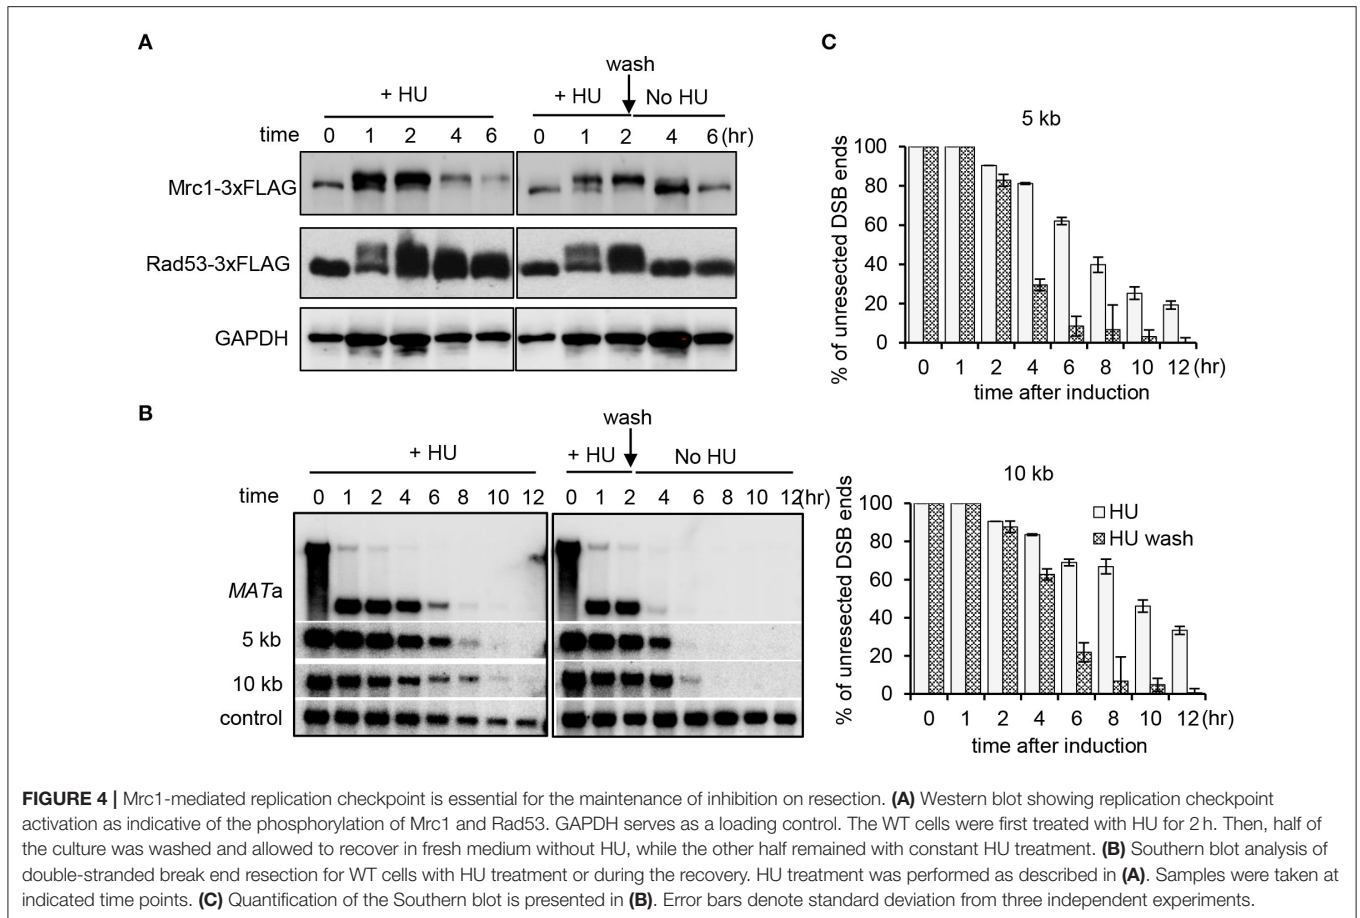 A
wash
+ HU
+ HU No HU
time 0 1 2 4 6 0 1 2 4 6 (hr)
Mrc1-3xFLAG
Rad53-3xFLAG
GAPDH
B
wash
+ HU
+ HU No HU
time 0 1 2 4 6 8 10 12 0 1 2 4 6 8 10 12(hr)
MATa
5 kb
10 kb
control
C
5 kb
% of unresected DSB ends
100
80
60
40
20
0
0 1 2 4 6 8 10 12 (hr)
time after induction
10 kb
% of unresected DSB ends
100
80
60
40
20
0
HU
HU wash
0 1 2 4 6 8 10 12 (hr)
time after induction
FIGURE 4 | Mrc1-mediated replication checkpoint is essential for the maintenance of inhibition on resection. (A) Western blot showing replication checkpoint
activation as indicative of the phosphorylation of Mrc1 and Rad53. GAPDH serves as a loading control. The WT cells were first treated with HU for 2 h. Then, half of
the culture was washed and allowed to recover in fresh medium without HU, while the other half remained with constant HU treatment. (B) Southern blot analysis of
double-stranded break end resection for WT cells with HU treatment or during the recovery. HU treatment was performed as described in (A). Samples were taken at
indicated time points. (C) Quantification of the Southern blot is presented in (B). Error bars denote standard deviation from three independent experiments.